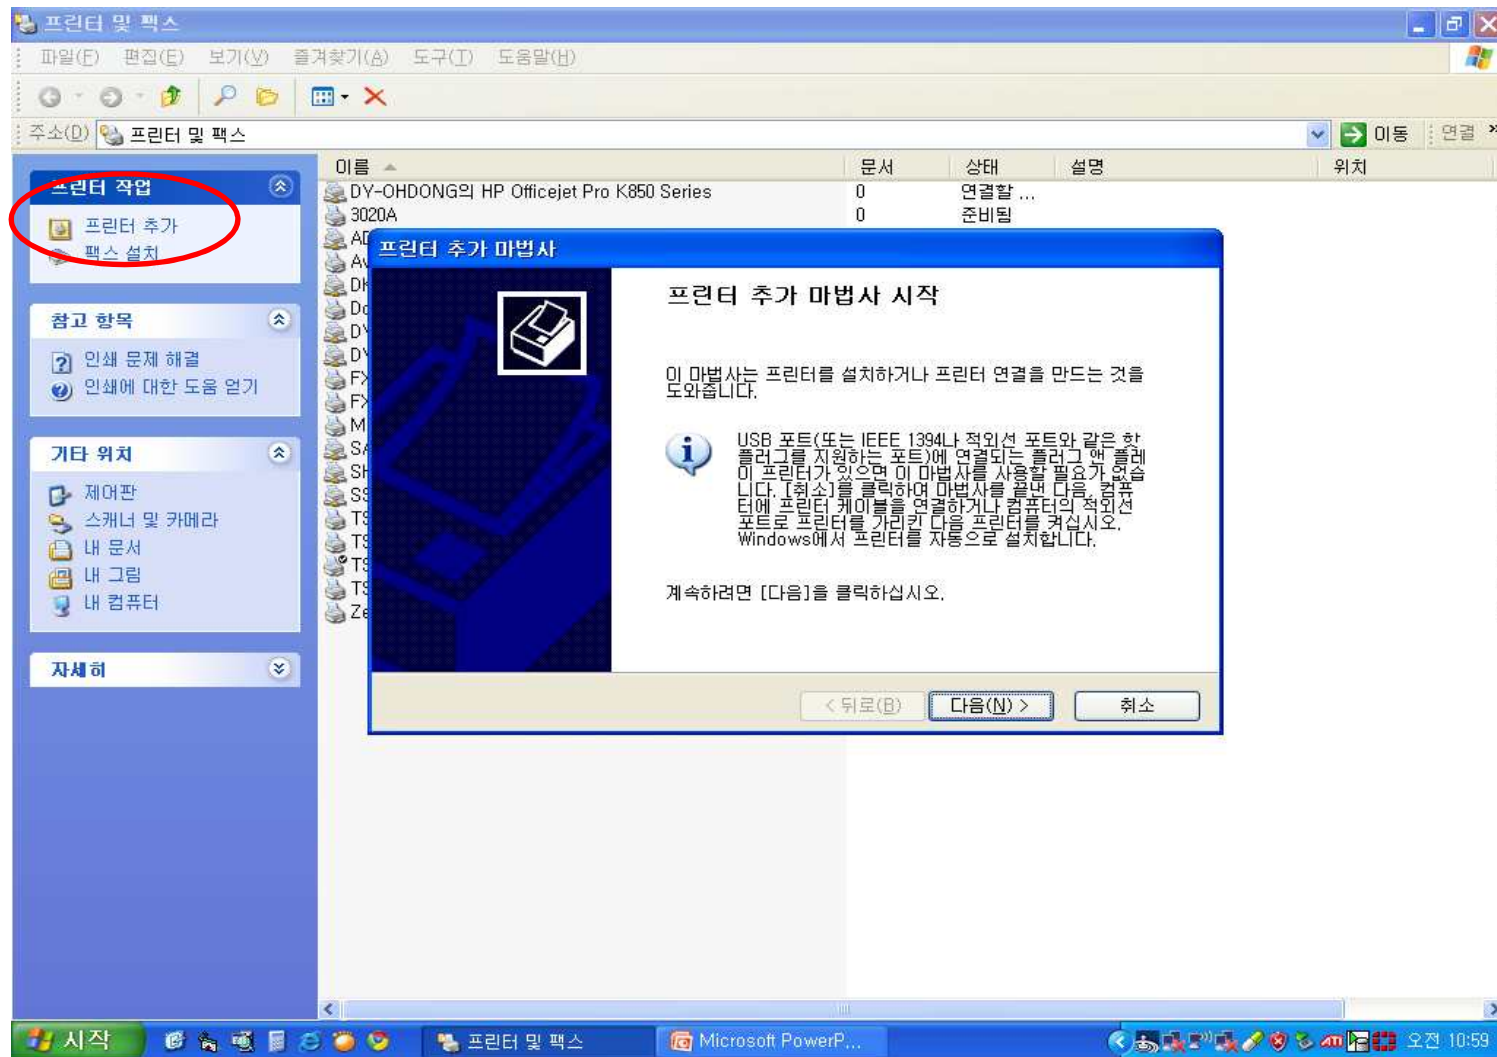 프린터 및 팩스
파일(F) 편집(E) 보기(V) 즐겨찾기(A) 도구(T) 도움말(H)
주소(D) 프린터 및 팩스 이동 연결 »
프린터 작업
프린터 추가
팩스 설치
참고 항목
인쇄 문제 해결
인쇄에 대한 도움 얻기
기타 위치
제어판
스캐너 및 카메라
내 문서
내 그림
내 컴퓨터
자세히
이름 문서 상태 설명 위치
DY-OHDONG의 HP Officejet Pro K850 Series 0 연결할 ...
3020A 0 준비됨
프린터 추가 마법사
프린터 추가 마법사 시작
이 마법사는 프린터를 설치하거나 프린터 연결을 만드는 것을
도와줍니다.
USB 포트(또는 IEEE 1394나 적외선 포트와 같은 핫
플러그를 지원하는 포트)에 연결되는 플러그 앤 플레
이 프린터가 있으면 이 마법사를 사용할 필요가 없습
니다. [취소]를 클릭하여 마법사를 끝낸 다음, 컴퓨
터에 프린터 케이블을 연결하거나 컴퓨터의 적외선
포트로 프린터를 가리킨 다음 프린터를 켜십시오.
Windows에서 프린터를 자동으로 설치합니다.
계속하려면 [다음]을 클릭하십시오.
< 뒤로(B) 다음(N) > 취소
시작 프린터 및 팩스 Microsoft PowerP... 오전 10:59